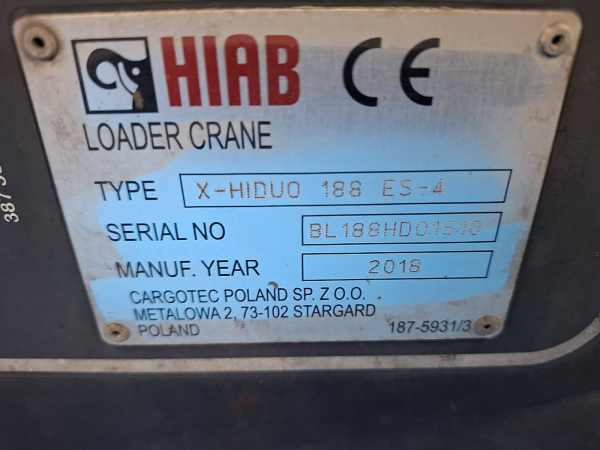 HIAB CE
LOADER CRANE
TYPE X-HIDUO 188 ES-4
SERIAL NO
MANUF. YEAR 2018
CARGOTEC POLAND SP. Z O.O.
METALOWA 2, 73-102 STARGARD
POLAND 187-5931/3